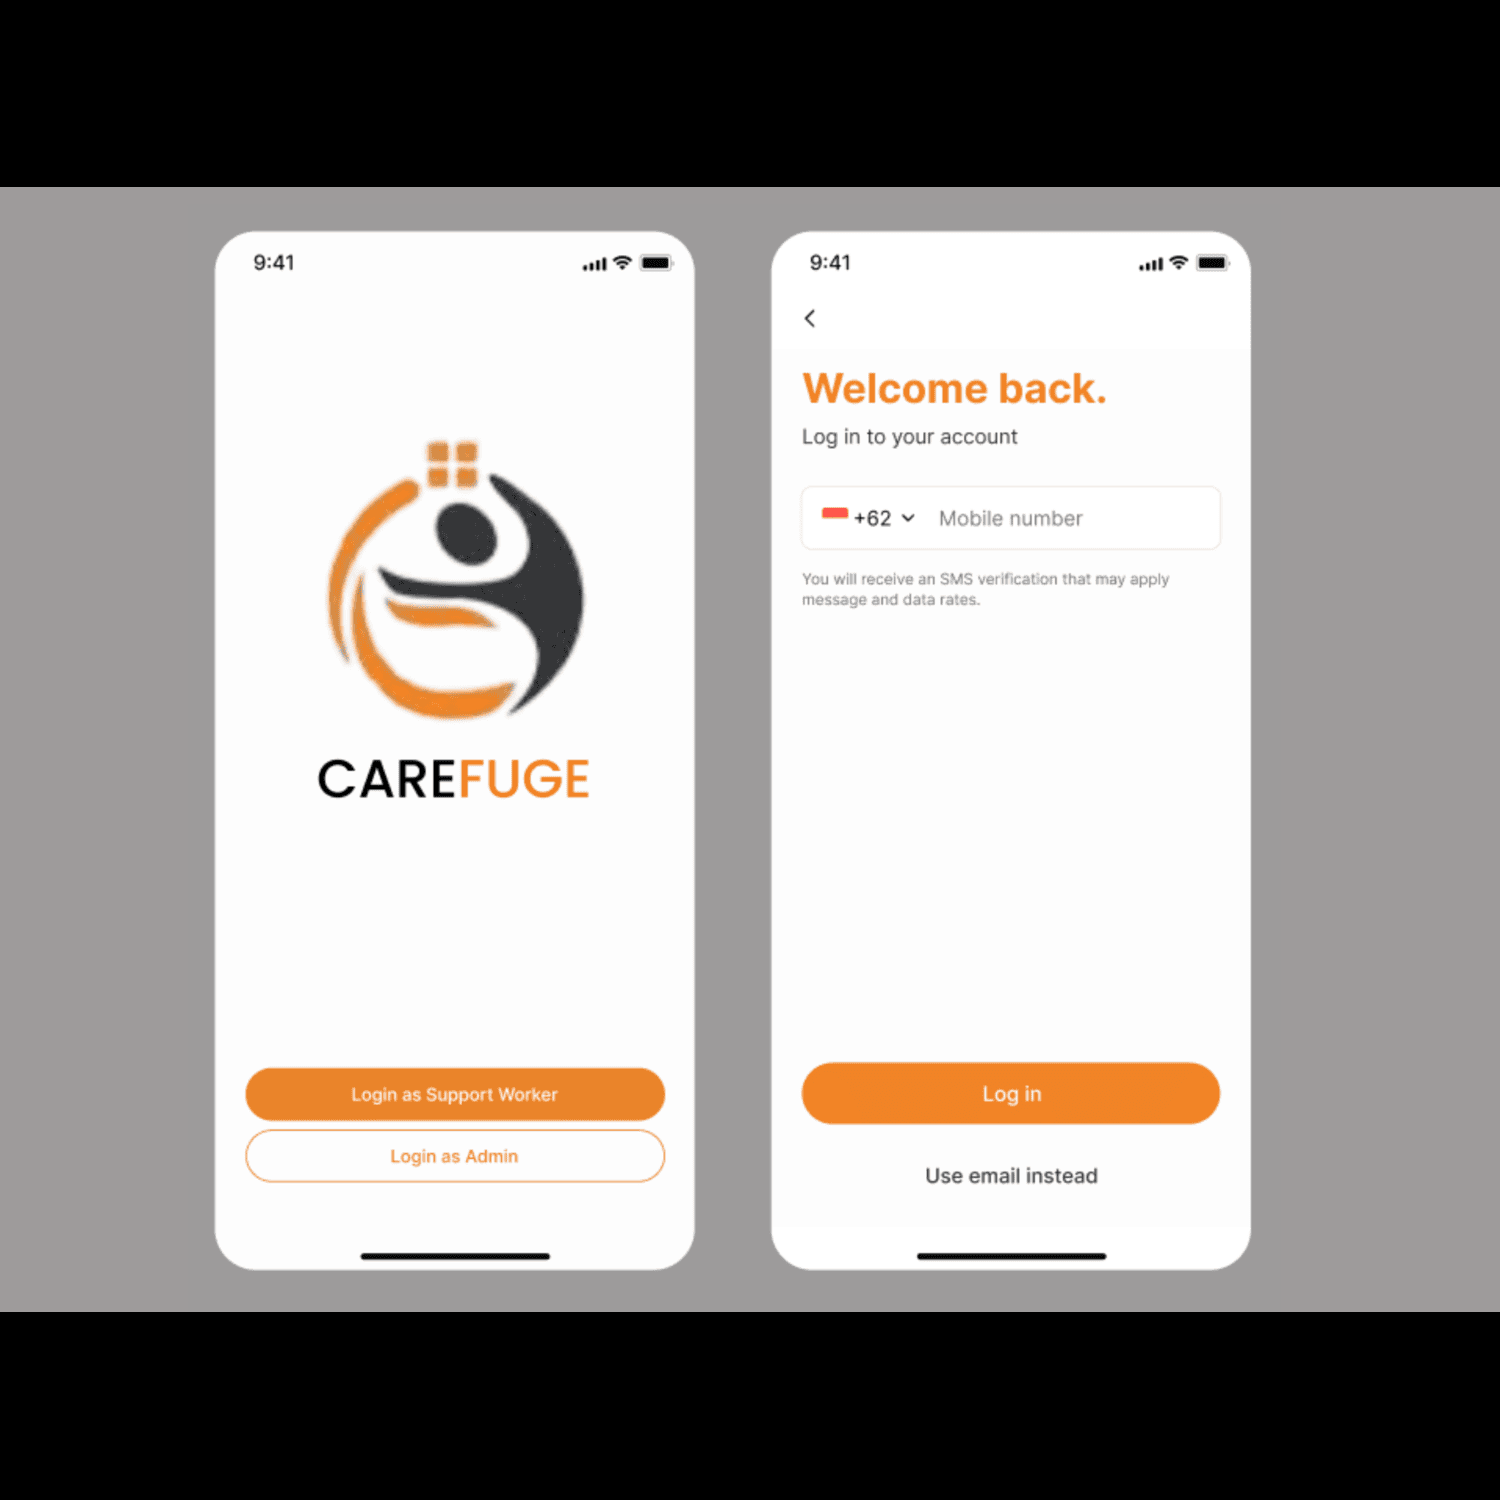 9:41
CAREFUGE
Login as Support Worker
Login as Admin
9:41
Welcome back.
Log in to your account
+62 Mobile number
You will receive an SMS verification that may apply
message and data rates.
Log in
Use email instead